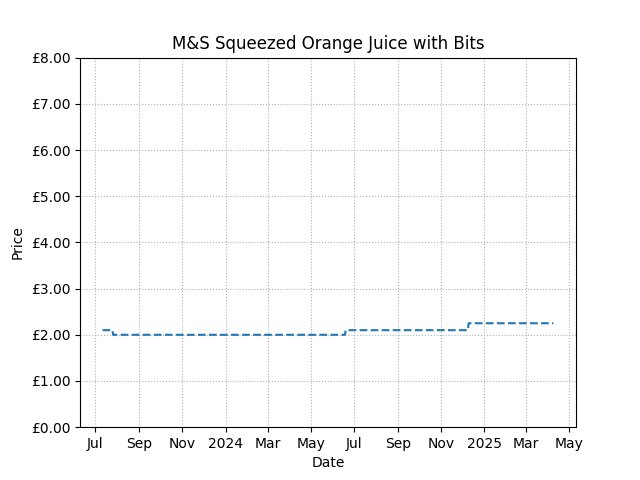 M&S Squeezed Orange Juice with Bits
£8.00
£7.00
£6.00
£5.00
£4.00
£3.00
£2.00
£1.00
£0.00
Price
Jul Sep Nov 2024 Mar May Jul Sep Nov 2025 Mar May
Date